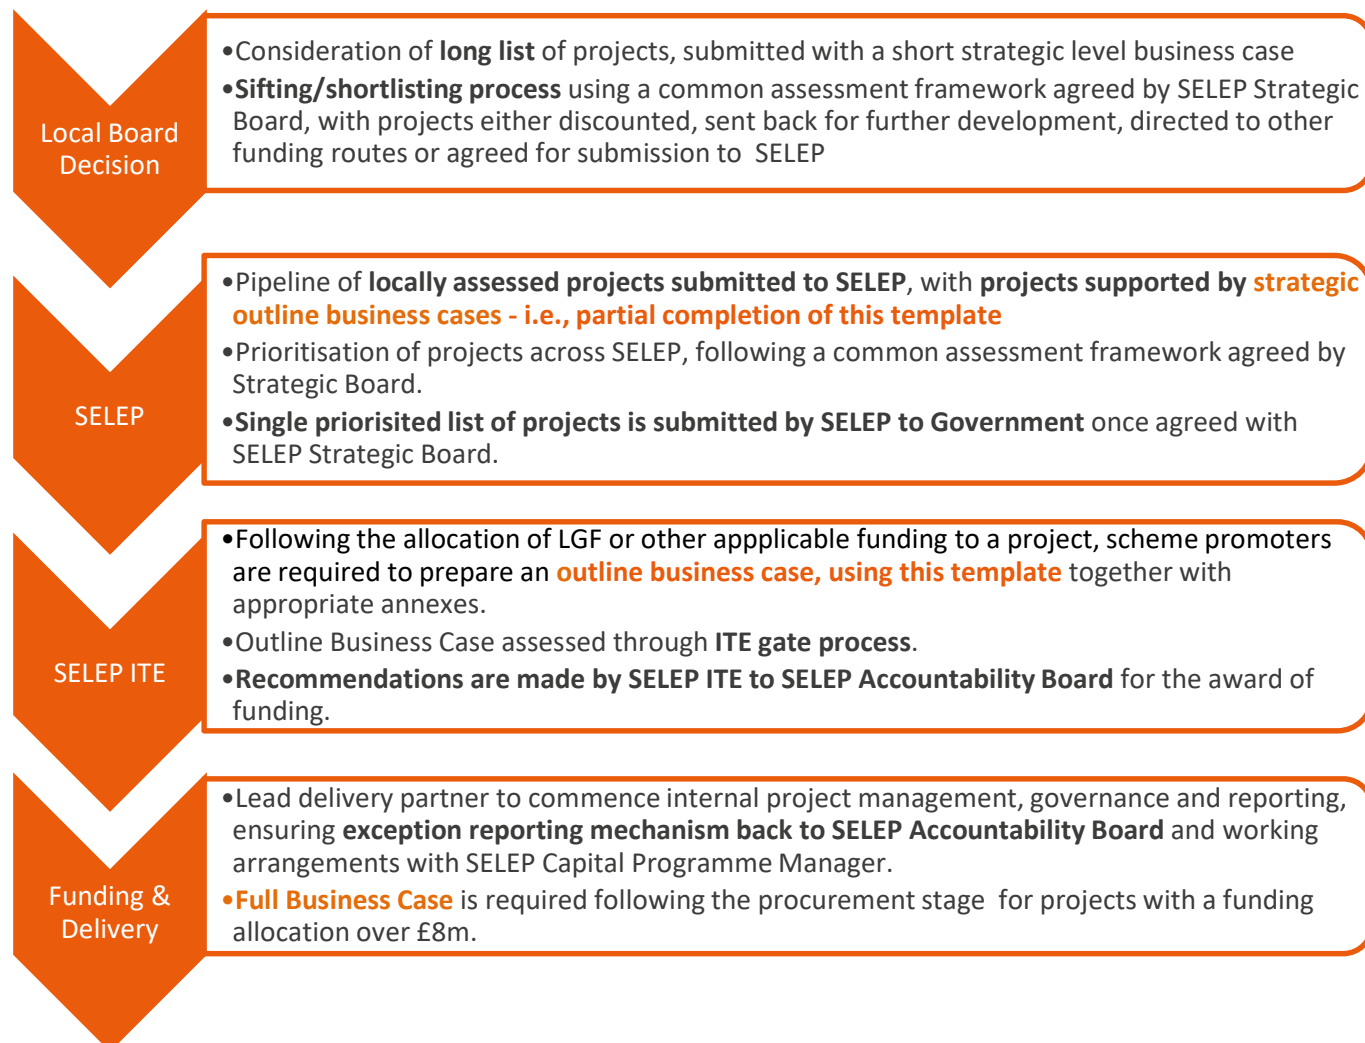 Local Board
Decision
•Consideration of long list of projects, submitted with a short strategic level business case
•Sifting/shortlisting process using a common assessment framework agreed by SELEP Strategic
Board, with projects either discounted, sent back for further development, directed to other
funding routes or agreed for submission to SELEP
SELEP
•Pipeline of locally assessed projects submitted to SELEP, with projects supported by strategic
outline business cases - i.e., partial completion of this template
•Prioritisation of projects across SELEP, following a common assessment framework agreed by
Strategic Board.
•Single priorisited list of projects is submitted by SELEP to Government once agreed with
SELEP Strategic Board.
SELEP ITE
•Following the allocation of LGF or other appplicable funding to a project, scheme promoters
are required to prepare an outline business case, using this template together with
appropriate annexes.
•Outline Business Case assessed through ITE gate process.
•Recommendations are made by SELEP ITE to SELEP Accountability Board for the award of
funding.
Funding &
Delivery
•Lead delivery partner to commence internal project management, governance and reporting,
ensuring exception reporting mechanism back to SELEP Accountability Board and working
arrangements with SELEP Capital Programme Manager.
•Full Business Case is required following the procurement stage for projects with a funding
allocation over £8m.